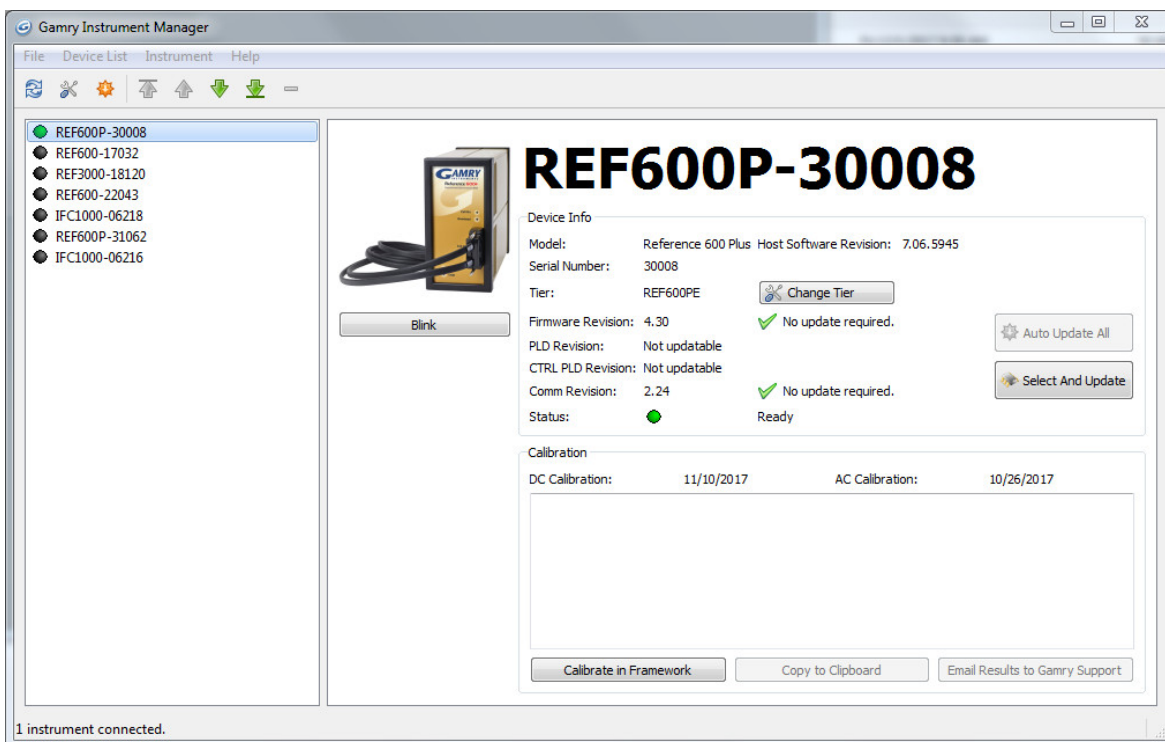 Gamry Instrument Manager
File Device List Instrument Help
REF600P-30008
REF600-17032
REF3000-18120
REF600-22043
IFC1000-06218
REF600P-31062
IFC1000-06216
GAMRY
Blink
REF600P-30008
Device Info
Model: Reference 600 Plus Host Software Revision: 7.06.5945
Serial Number: 30008
Tier: REF600PE Change Tier
Firmware Revision: 4.30 No update required.
PLD Revision: Not updatable
CTRL PLD Revision: Not updatable
Comm Revision: 2.24 No update required.
Status: Ready
Auto Update All
Select And Update
Calibration
DC Calibration: 11/10/2017 AC Calibration: 10/26/2017
Calibrate in Framework Copy to Clipboard Email Results to Gamry Support
1 instrument connected.